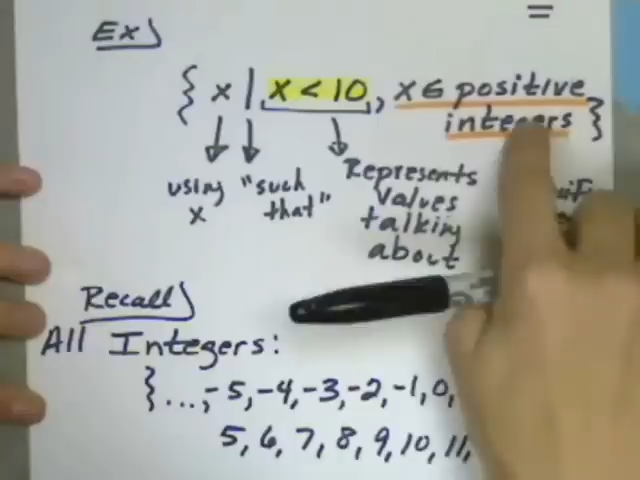 =
Ex)
{ x | x < 10, x ∈ positive
integers }
using "such Represents
x that" values
talking
about
Recall)
All Integers:
{ ..., -5, -4, -3, -2, -1, 0,
5, 6, 7, 8, 9, 10, 11,